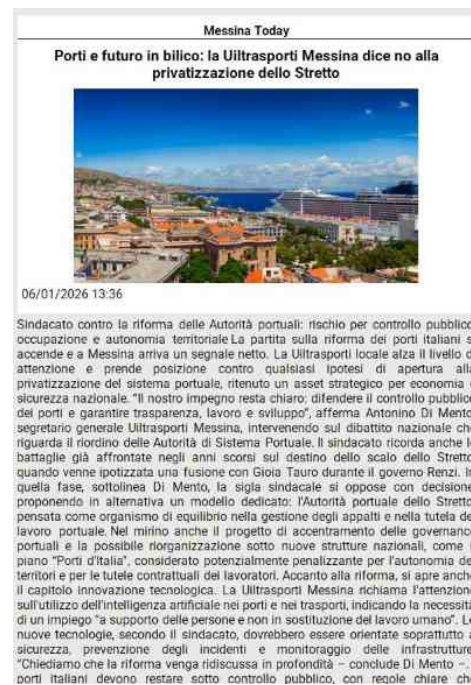 Messina Today
Porti e futuro in bilico: la Uiltrasporti Messina dice no alla
privatizzazione dello Stretto
06/01/2026 13:36
Sindacato contro la riforma delle Autorità portuali: rischio per controllo pubblico
occupazione e autonomia territoriale La partita sulla riforma dei porti italiani s
accende e a Messina arriva un segnale netto. La Uiltrasporti locale alza il livello d
attenzione e prende posizione contro qualsiasi ipotesi di apertura alla
privatizzazione del sistema portuale, ritenuto un asset strategico per economia e
sicurezza nazionale. "Il nostro impegno resta chiaro: difendere il controllo pubblico
dei porti e garantire trasparenza, lavoro e sviluppo", afferma Antonino Di Mento
segretario generale Uiltrasporti Messina, intervenendo sul dibattito nazionale che
riguarda il riordino delle Autorità di Sistema Portuale. Il sindacato ricorda anche le
battaglie già affrontate negli anni scorsi sul destino dello scalo dello Stretto
quando venne ipotizzata una fusione con Gioia Tauro durante il governo Renzi. In
quella fase, sottolinea Di Mento, la sigla sindacale si oppose con decisione
proponendo in alternativa un modello dedicato: l'Autorità portuale dello Stretto
pensata come organismo di equilibrio nella gestione degli appalti e nella tutela del
lavoro portuale. Nel mirino anche il progetto di accentramento delle governance
portuali e la possibile riorganizzazione sotto nuove strutture nazionali, come i
piano "Porti d'Italia", considerato potenzialmente penalizzante per l'autonomia dei
territori e per le tutele contrattuali dei lavoratori. Accanto alla riforma, si apre anche
il capitolo innovazione tecnologica. La Uiltrasporti Messina richiama l'attenzione
sull'utilizzo dell'intelligenza artificiale nei porti e nei trasporti, indicando la necessità
di un impiego "a supporto delle persone e non in sostituzione del lavoro umano". Le
nuove tecnologie, secondo il sindacato, dovrebbero essere orientate soprattutto a
sicurezza, prevenzione degli incidenti e monitoraggio delle infrastrutture
"Chiediamo che la riforma venga ridiscussa in profondità – conclude Di Mento –
porti italiani devono restare sotto controllo pubblico, con regole chiare che